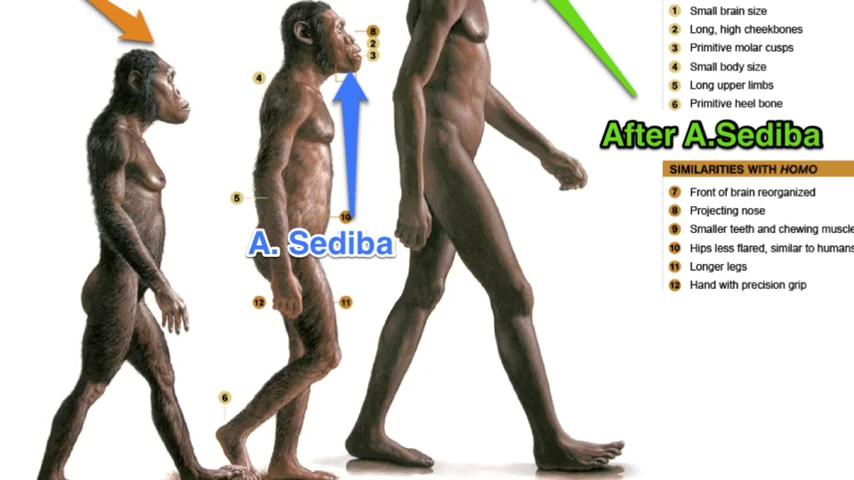 1 Small brain size
2 Long, high cheekbones
3 Primitive molar cusps
4 Small body size
5 Long upper limbs
6 Primitive heel bone
After A.Sediba
SIMILARITIES WITH HOMO
7 Front of brain reorganized
8 Projecting nose
9 Smaller teeth and chewing muscle
10 Hips less flared, similar to humans
11 Longer legs
12 Hand with precision grip
8
2
3
4
5
10
A. Sediba
12
11
6